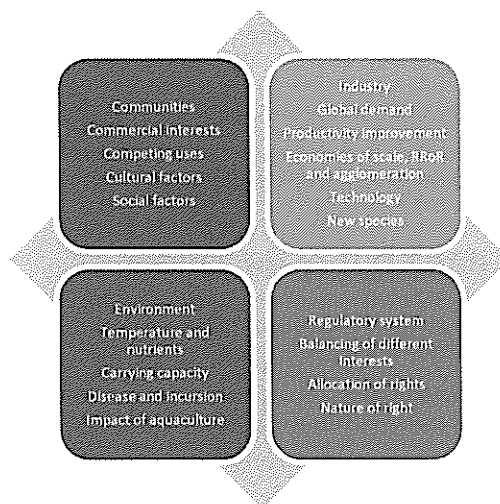 Communities
Commercial interests
Competing uses
Cultural factors
Social factors
Industry
Global demand
Productivity improvement
Economies of scale, RRoR
and agglomeration
Technology
New species
Environment
Temperature and
nutrients
Carrying capacity
Disease and incursion
Impact of aquaculture
Regulatory system
Balancing of different
interests
Allocation of rights
Nature of right